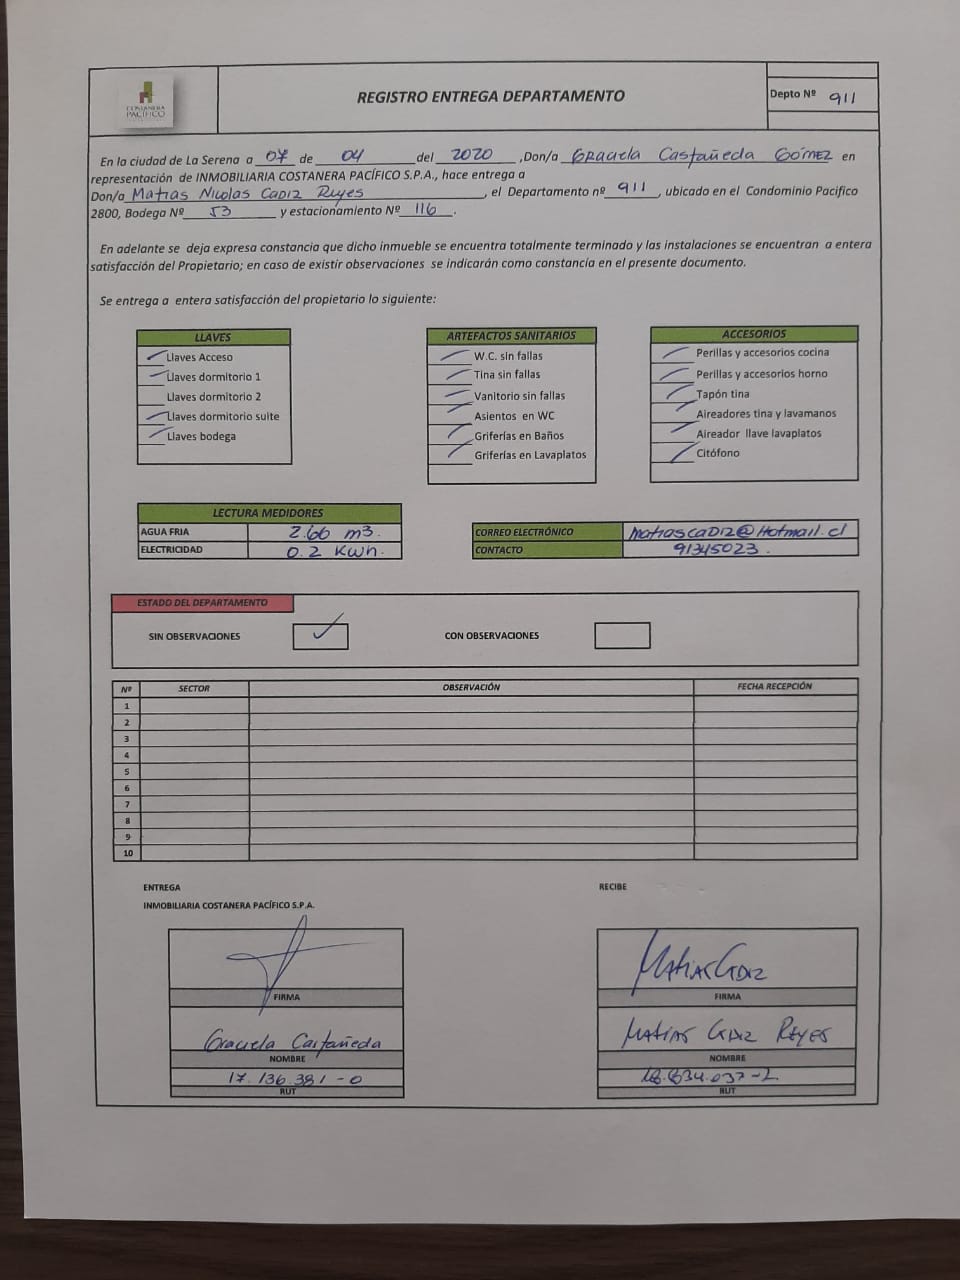 COSTANERA
PACÍFICO
REGISTRO ENTREGA DEPARTAMENTO
Depto Nº 911
En la ciudad de La Serena a 07 de 04 del 2020 ,Don/a Graciela Castañeda Gómez en
representación de INMOBILIARIA COSTANERA PACÍFICO S.P.A., hace entrega a
Don/a Matias Nicolas Cadiz Reyes , el Departamento nº 911 , ubicado en el Condominio Pacifico
2800, Bodega Nº 53 y estacionamiento Nº 116 .
En adelante se deja expresa constancia que dicho inmueble se encuentra totalmente terminado y las instalaciones se encuentran a entera
satisfacción del Propietario; en caso de existir observaciones se indicarán como constancia en el presente documento.
Se entrega a entera satisfacción del propietario lo siguiente:
LLAVES
Llaves Acceso
Llaves dormitorio 1
Llaves dormitorio 2
Llaves dormitorio suite
Llaves bodega
ARTEFACTOS SANITARIOS
W.C. sin fallas
Tina sin fallas
Vanitorio sin fallas
Asientos en WC
Griferías en Baños
Griferías en Lavaplatos
ACCESORIOS
Perillas y accesorios cocina
Perillas y accesorios horno
Tapón tina
Aireadores tina y lavamanos
Aireador llave lavaplatos
Citófono
LECTURA MEDIDORES
AGUA FRIA 2.66 m3.
ELECTRICIDAD 0.2 Kwh.
CORREO ELECTRÓNICO matiascadiz@Hotmail.cl
CONTACTO 91345023.
ESTADO DEL DEPARTAMENTO
SIN OBSERVACIONES
CON OBSERVACIONES
Nº SECTOR OBSERVACIÓN FECHA RECEPCIÓN
1
2
3
4
5
6
7
8
9
10
ENTREGA
INMOBILIARIA COSTANERA PACÍFICO S.P.A.
FIRMA
Graciela Castañeda
NOMBRE
17.136.381-0
RUT
RECIBE
Matias Cadiz
FIRMA
Matias Cadiz Reyes
NOMBRE
RUT